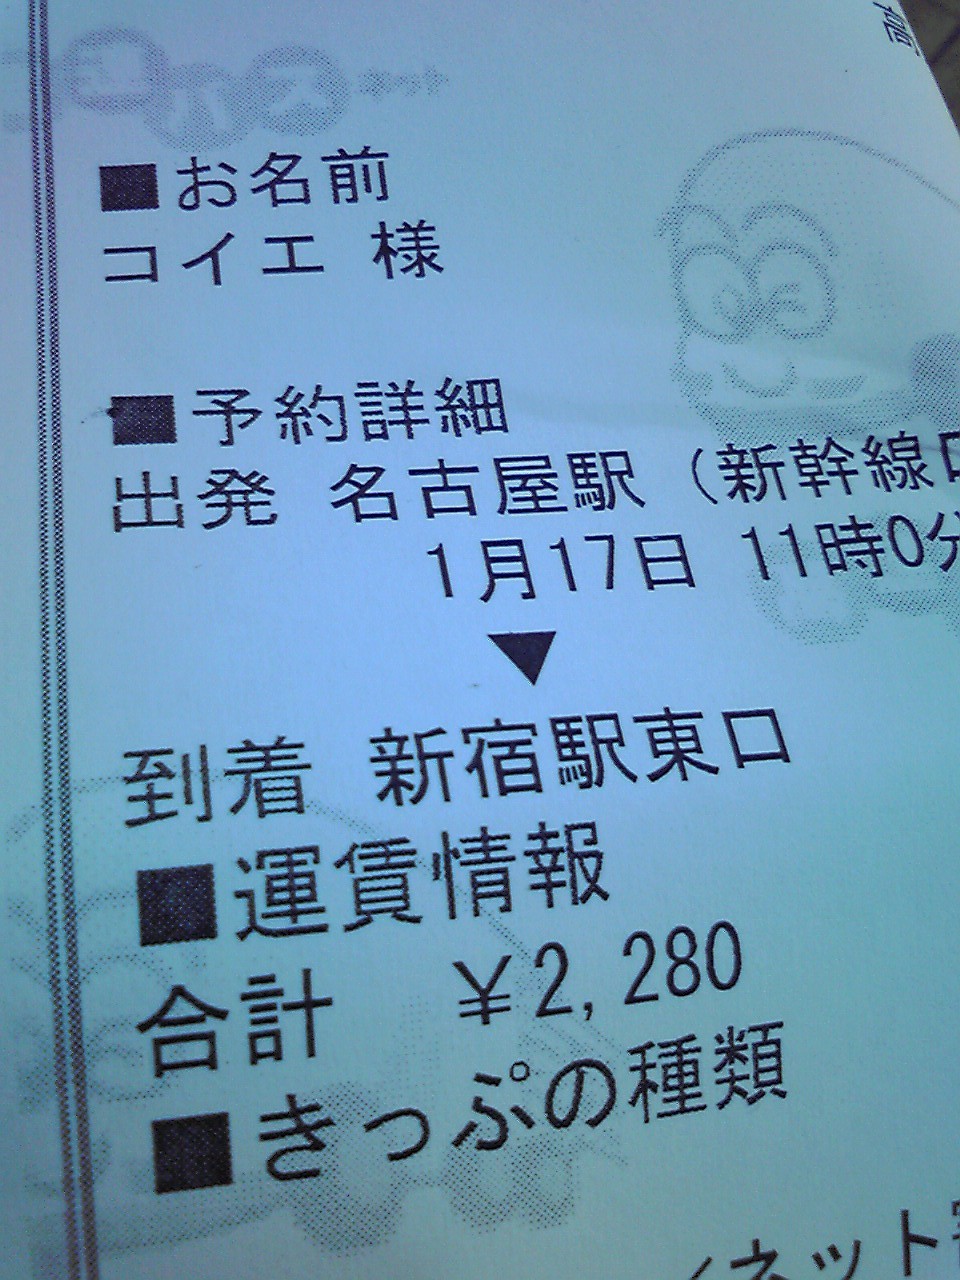 ■お名前
コイエ 様
■予約詳細
出発 名古屋駅 (新幹線口
1月17日 11時0分
▼
到着 新宿駅東口
■運賃情報
合計 ¥2,280
■きっぷの種類
ネット